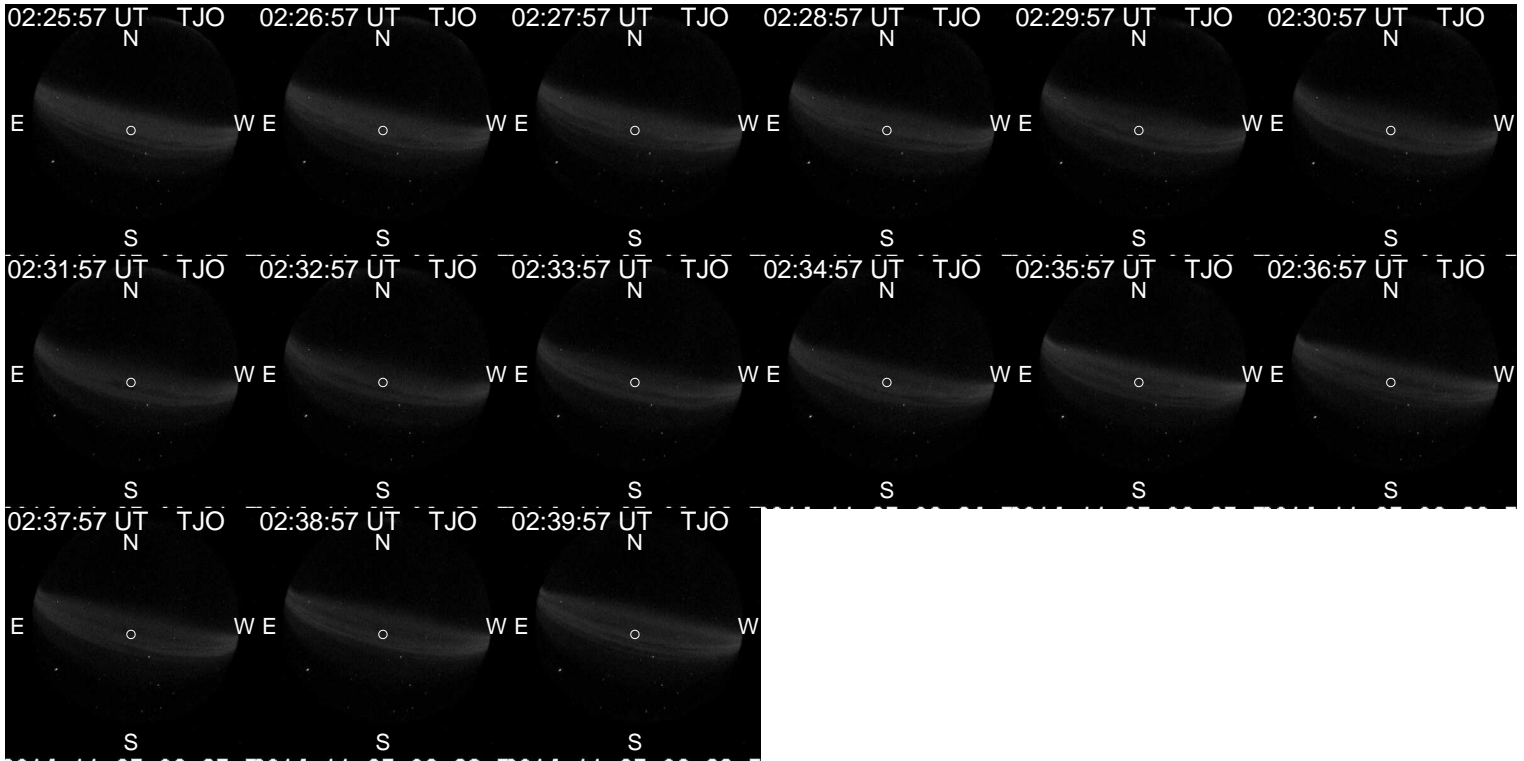 02:25:57 UT TJO 02:26:57 UT TJO 02:27:57 UT TJO 02:28:57 UT TJO 02:29:57 UT TJO 02:30:57 UT TJO
N N N N N N
E W E W E W E W E W E W
S S S S S S
02:31:57 UT TJO 02:32:57 UT TJO 02:33:57 UT TJO 02:34:57 UT TJO 02:35:57 UT TJO 02:36:57 UT TJO
N N N N N N
E W E W E W E W E W E W
S S S S S S
02:37:57 UT TJO 02:38:57 UT TJO 02:39:57 UT TJO
N N N
E W E W E W
S S S